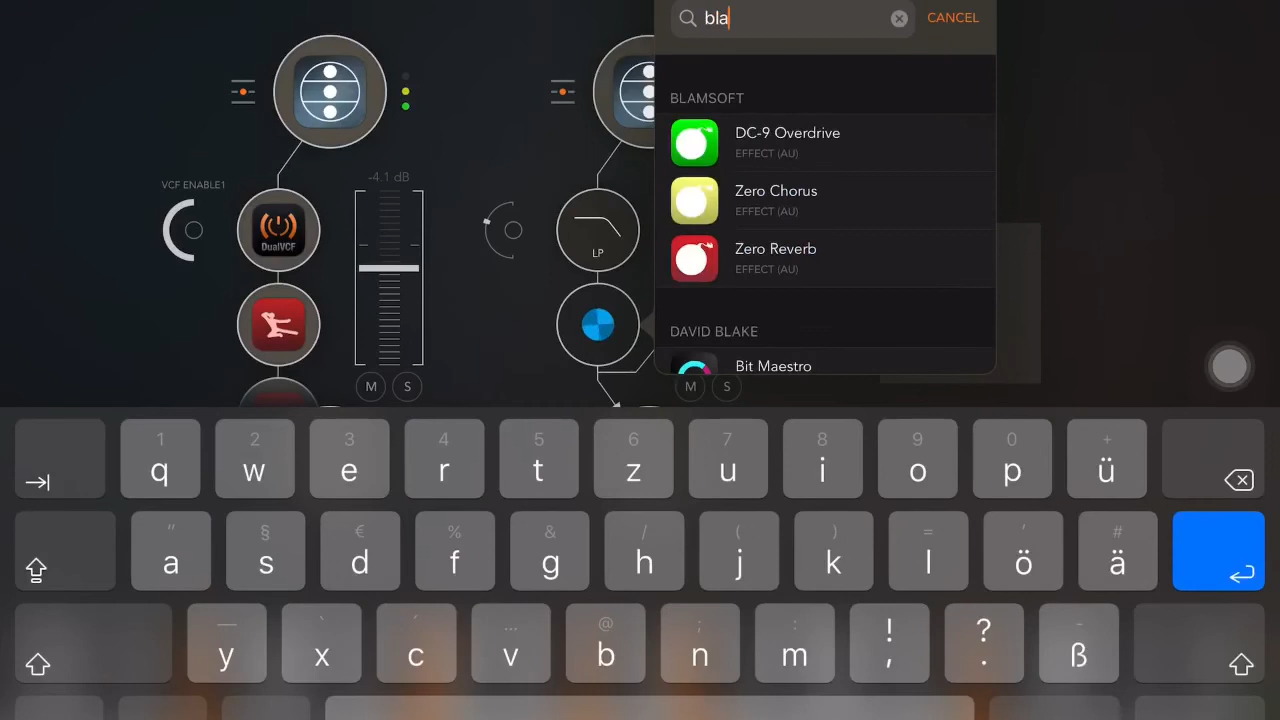 bla
CANCEL
BLAMSOFT
DC-9 Overdrive
EFFECT (AU)
Zero Chorus
EFFECT (AU)
Zero Reverb
EFFECT (AU)
DAVID BLAKE
Bit Maestro
-4.1 dB
VCF ENABLE1
DualVCF
LP
M S
M S
1 2 3 4 5 6 7 8 9 0 +
q w e r t z u i o p ü
" § € % & / ( ) = ' #
a s d f g h j k l ö ä
— ` ´ ... @ ; : ! ? -
y x c v b n m , . ß